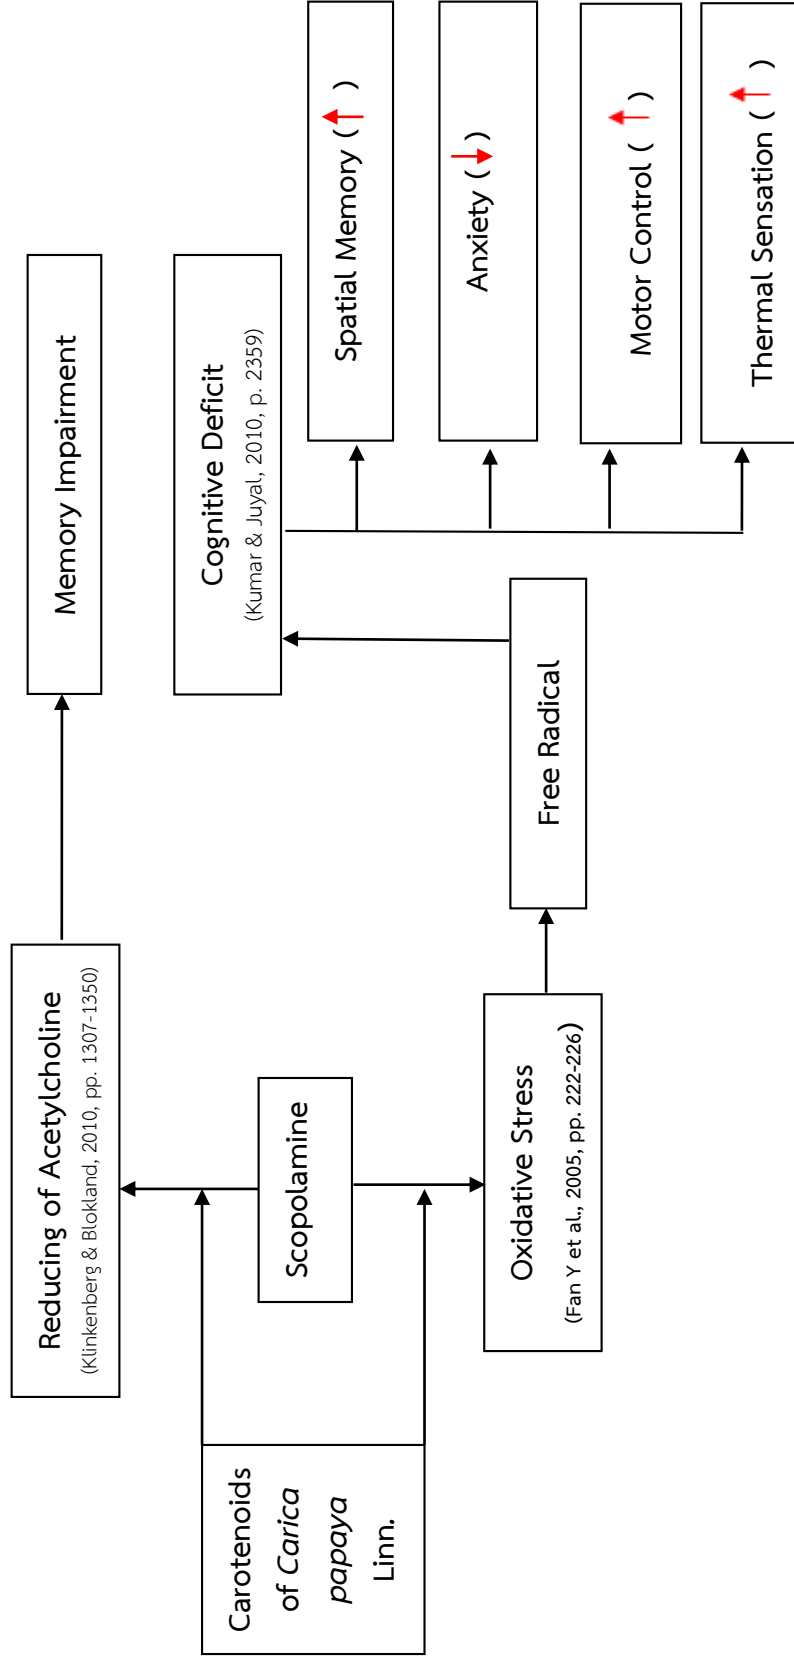 Reducing of Acetylcholine
(Klinkenberg & Blokland, 2010, pp. 1307-1350)
Memory Impairment
Carotenoids
of Carica
papaya
Linn.
Scopolamine
Cognitive Deficit
(Kumar & Juyal, 2010, p. 2359)
Oxidative Stress
(Fan Y et al., 2005, pp. 222-226)
Free Radical
Spatial Memory (↑ )
Anxiety (↓ )
Motor Control ( ↑ )
Thermal Sensation ( ↑ )